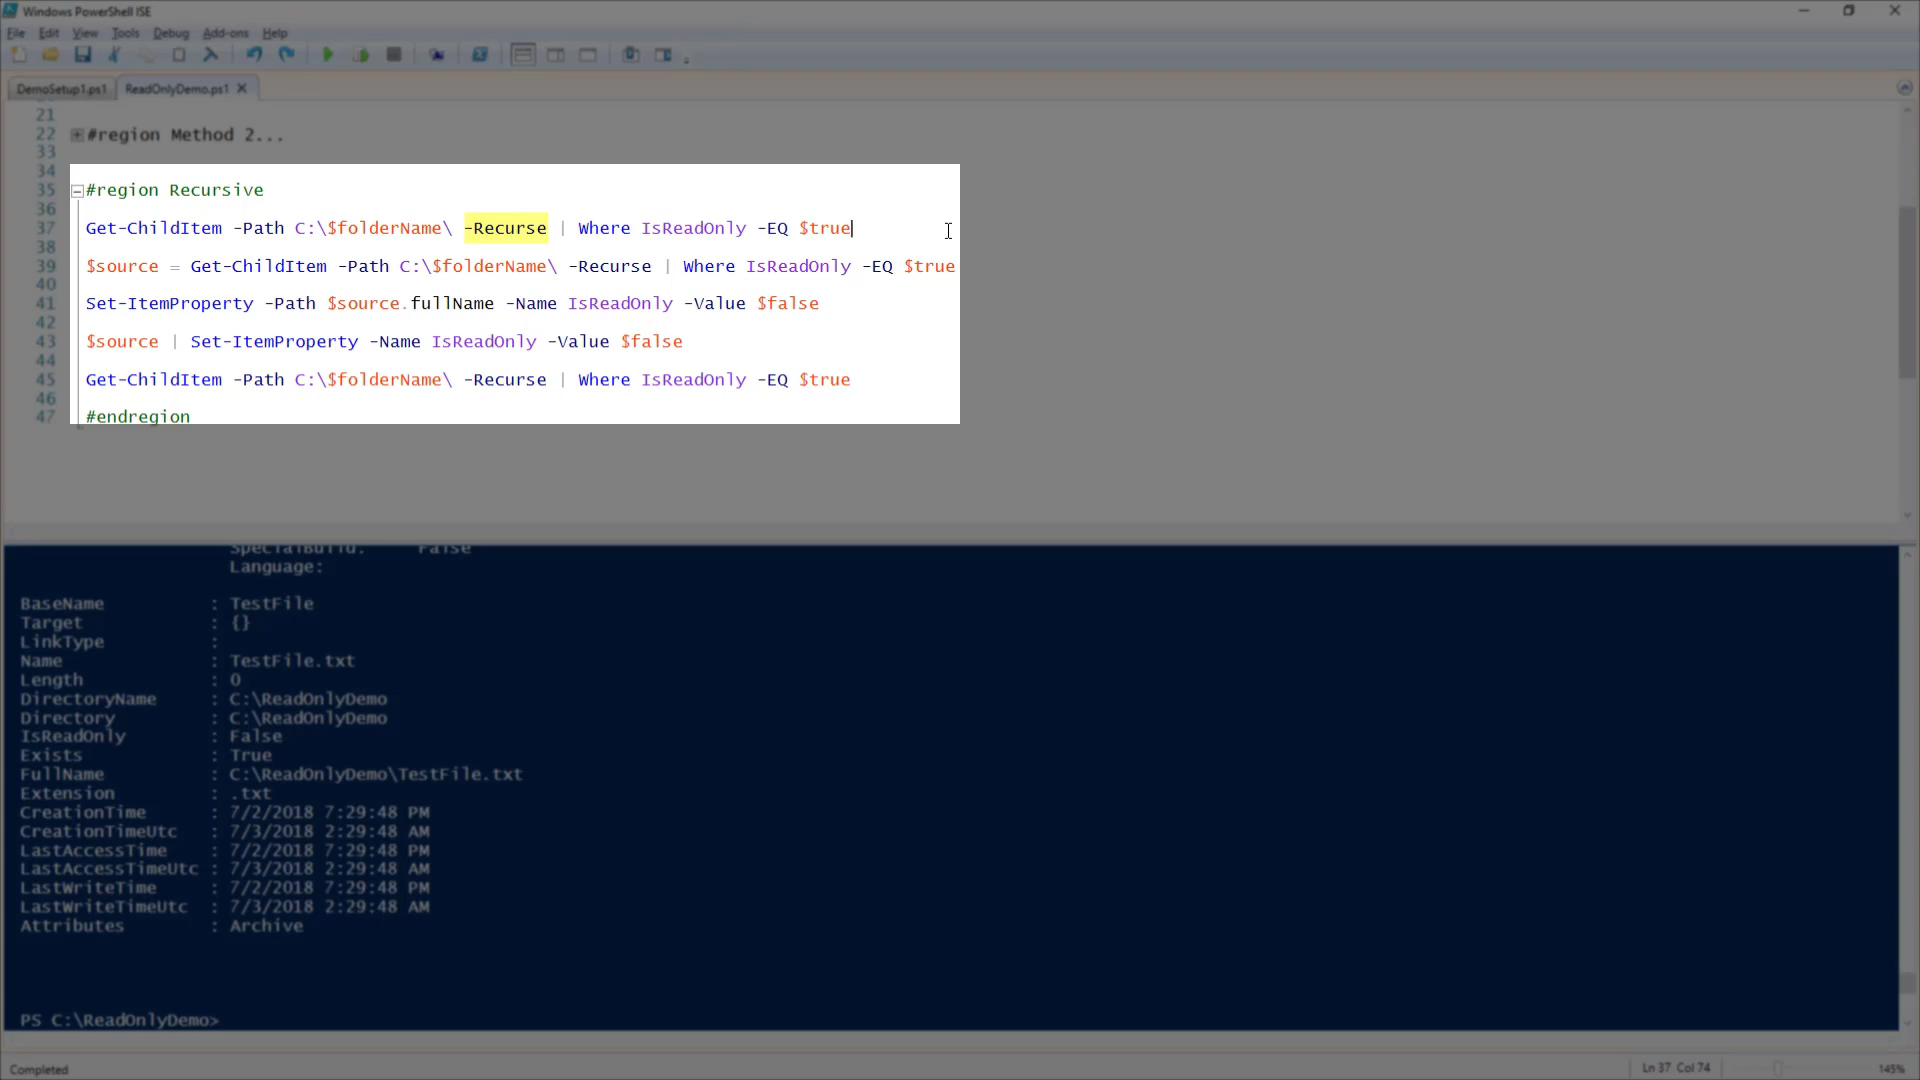 Windows PowerShell ISE
File Edit View Tools Debug Add-ons Help
DemoSetup1.ps1 ReadOnlyDemo.ps1
21
22 #region Method 2...
33
34
35 #region Recursive
36
37 Get-ChildItem -Path C:\$folderName\ -Recurse | Where IsReadOnly -EQ $true
38
39 $source = Get-ChildItem -Path C:\$folderName\ -Recurse | Where IsReadOnly -EQ $true
40
41 Set-ItemProperty -Path $source.fullName -Name IsReadOnly -Value $false
42
43 $source | Set-ItemProperty -Name IsReadOnly -Value $false
44
45 Get-ChildItem -Path C:\$folderName\ -Recurse | Where IsReadOnly -EQ $true
46
47 #endregion
SpecialBuild: False
Language:
BaseName : TestFile
Target : {}
LinkType :
Name : TestFile.txt
Length : 0
DirectoryName : C:\ReadOnlyDemo
Directory : C:\ReadOnlyDemo
IsReadOnly : False
Exists : True
FullName : C:\ReadOnlyDemo\TestFile.txt
Extension : .txt
CreationTime : 7/2/2018 7:29:48 PM
CreationTimeUtc : 7/3/2018 2:29:48 AM
LastAccessTime : 7/2/2018 7:29:48 PM
LastAccessTimeUtc : 7/3/2018 2:29:48 AM
LastWriteTime : 7/2/2018 7:29:48 PM
LastWriteTimeUtc : 7/3/2018 2:29:48 AM
Attributes : Archive
PS C:\ReadOnlyDemo>
Completed Ln 37 Col 74 145%